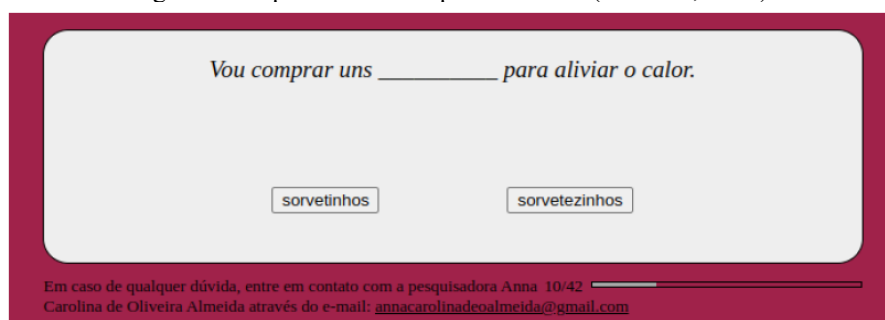 Vou comprar uns __________ para aliviar o calor.
sorvetinhos
sorvetezinhos
Em caso de qualquer dúvida, entre em contato com a pesquisadora Anna 10/42
Carolina de Oliveira Almeida através do e-mail: annacarolinadeoalmeida@gmail.com